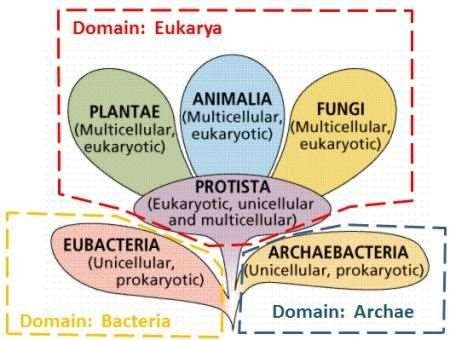 Domain: Eukarya
PLANTAE
(Multicellular,
eukaryotic)
ANIMALIA
(Multicellular,
eukaryotic)
FUNGI
(Multicellular,
eukaryotic)
PROTISTA
(Eukaryotic, unicellular
and multicellular)
EUBACTERIA
(Unicellular,
prokaryotic)
ARCHAEBACTERIA
(Unicellular, prokaryotic)
Domain: Bacteria
Domain: Archae